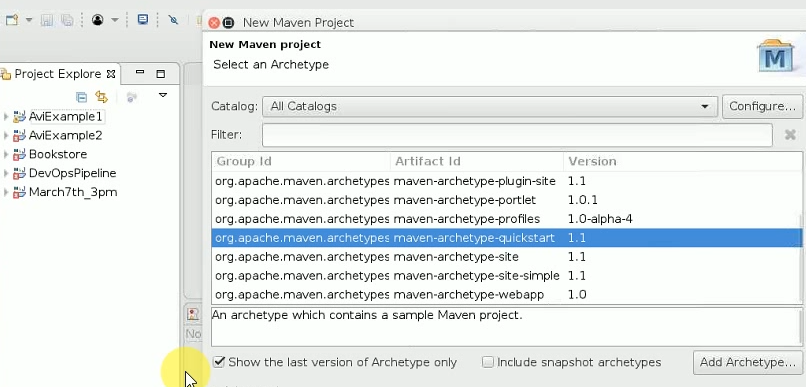 New Maven Project
New Maven project
Select an Archetype
Project Explore
AviExample1
AviExample2
Bookstore
DevOpsPipeline
March7th_3pm
Catalog: All Catalogs Configure...
Filter:
Group Id Artifact Id Version
org.apache.maven.archetypes maven-archetype-plugin-site 1.1
org.apache.maven.archetypes maven-archetype-portlet 1.0.1
org.apache.maven.archetypes maven-archetype-profiles 1.0-alpha-4
org.apache.maven.archetypes maven-archetype-quickstart 1.1
org.apache.maven.archetypes maven-archetype-site 1.1
org.apache.maven.archetypes maven-archetype-site-simple 1.1
org.apache.maven.archetypes maven-archetype-webapp 1.0
An archetype which contains a sample Maven project.
No
Show the last version of Archetype only Include snapshot archetypes Add Archetype...